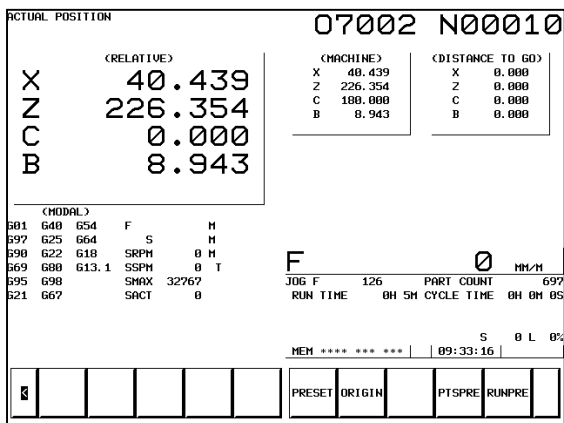 ACTUAL POSITION O7002 N00010
(RELATIVE) (MACHINE) (DISTANCE TO GO)
X 40.439 X 40.439 X 0.000
Z 226.354 Z 226.354 Z 0.000
C 0.000 C 180.000 C 0.000
B 8.943 B 8.943 B 0.000
(MODAL)
G01 G40 G54 F M
G97 G25 G64 S M
G90 G22 G18 SRPM 0 M
G69 G80 G13.1 SSPM 0 T
G95 G98 SMAX 32767
G21 G67 SACT 0
F 0 MM/M
JOG F 126 PART COUNT 697
RUN TIME 0H 5M CYCLE TIME 0H 0M 0S
S 0 L 0%
MEM **** *** *** 09:33:16
< PRESET ORIGIN PTSPRE RUNPRE